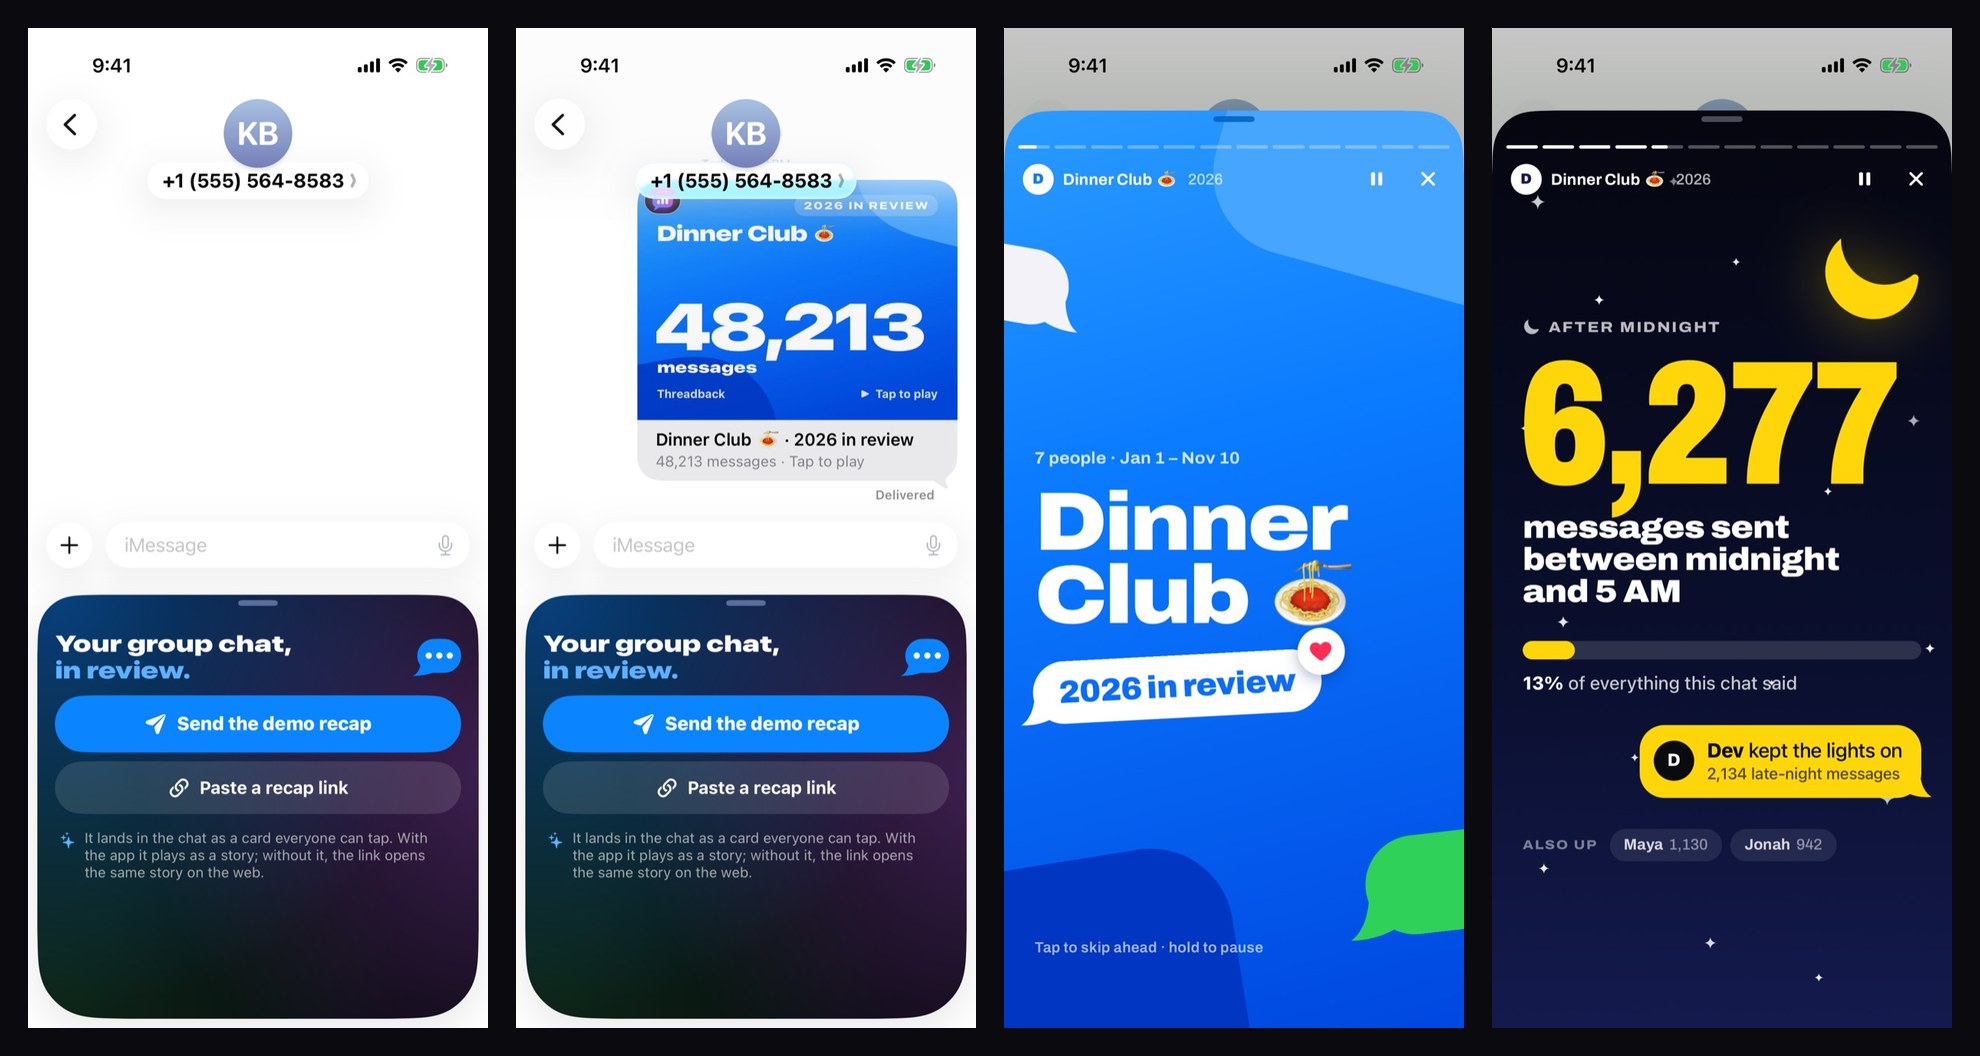 9:41
KB
+1 (555) 564-8583
iMessage
Your group chat,
in review.
Send the demo recap
Paste a recap link
It lands in the chat as a card everyone can tap. With
the app it plays as a story; without it, the link opens
the same story on the web.
9:41
KB
+1 (555) 564-8583
2026 IN REVIEW
Dinner Club 🍝
48,213
messages
Threadback
▶ Tap to play
Dinner Club 🍝 · 2026 in review
48,213 messages · Tap to play
Delivered
iMessage
Your group chat,
in review.
Send the demo recap
Paste a recap link
It lands in the chat as a card everyone can tap. With
the app it plays as a story; without it, the link opens
the same story on the web.
9:41
D
Dinner Club 🍝 2026
7 people · Jan 1 – Nov 10
Dinner
Club 🍝
2026 in review
Tap to skip ahead · hold to pause
9:41
D
Dinner Club 🍝 2026
AFTER MIDNIGHT
6,277
messages sent
between midnight
and 5 AM
13% of everything this chat said
D
Dev kept the lights on
2,134 late-night messages
ALSO UP
Maya 1,130
Jonah 942